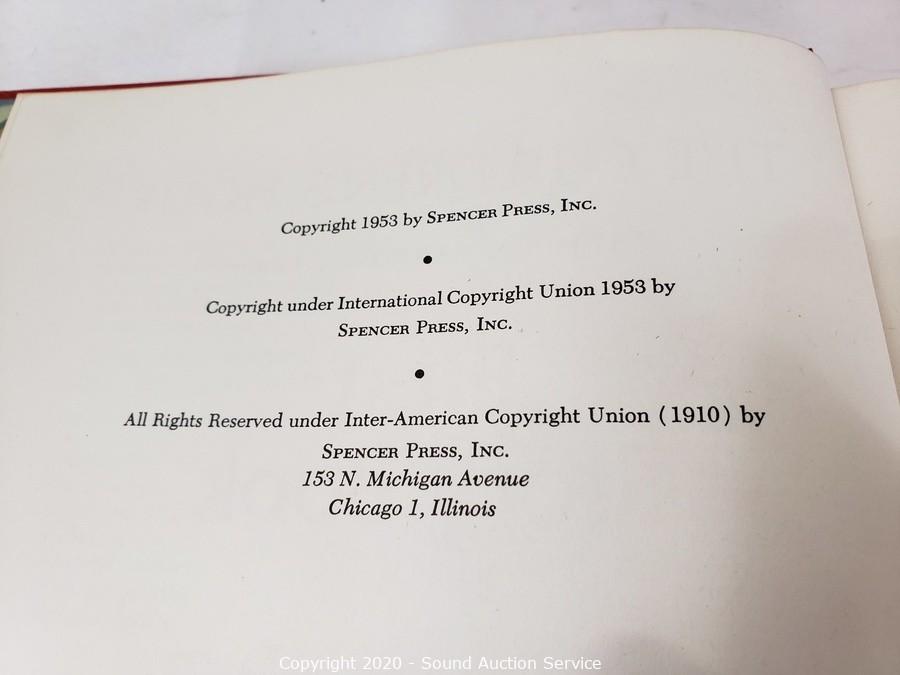 Copyright 1953 by Spencer Press, Inc.
•
Copyright under International Copyright Union 1953 by
Spencer Press, Inc.
•
All Rights Reserved under Inter-American Copyright Union (1910) by
Spencer Press, Inc.
153 N. Michigan Avenue
Chicago 1, Illinois
Copyright 2020 - Sound Auction Service